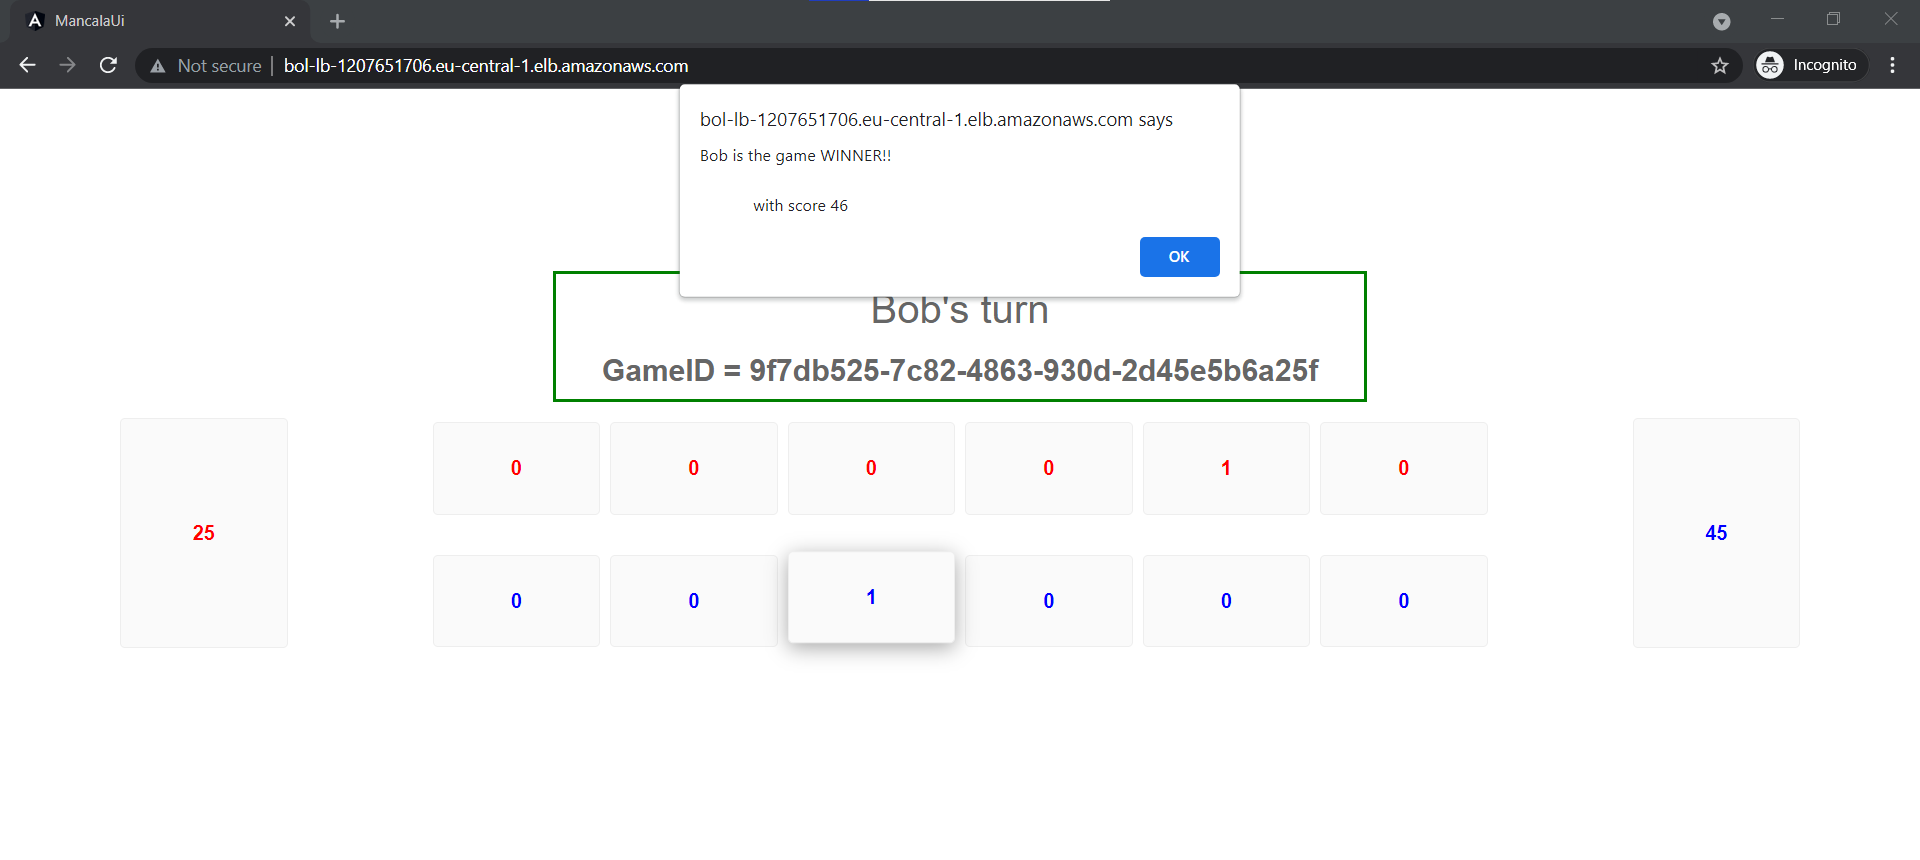 MancalaUi
Not secure | bol-lb-1207651706.eu-central-1.elb.amazonaws.com
Incognito
bol-lb-1207651706.eu-central-1.elb.amazonaws.com says
Bob is the game WINNER!!
with score 46
OK
Bob's turn
GameID = 9f7db525-7c82-4863-930d-2d45e5b6a25f
0 0 0 0 1 0
25 45
0 0 1 0 0 0